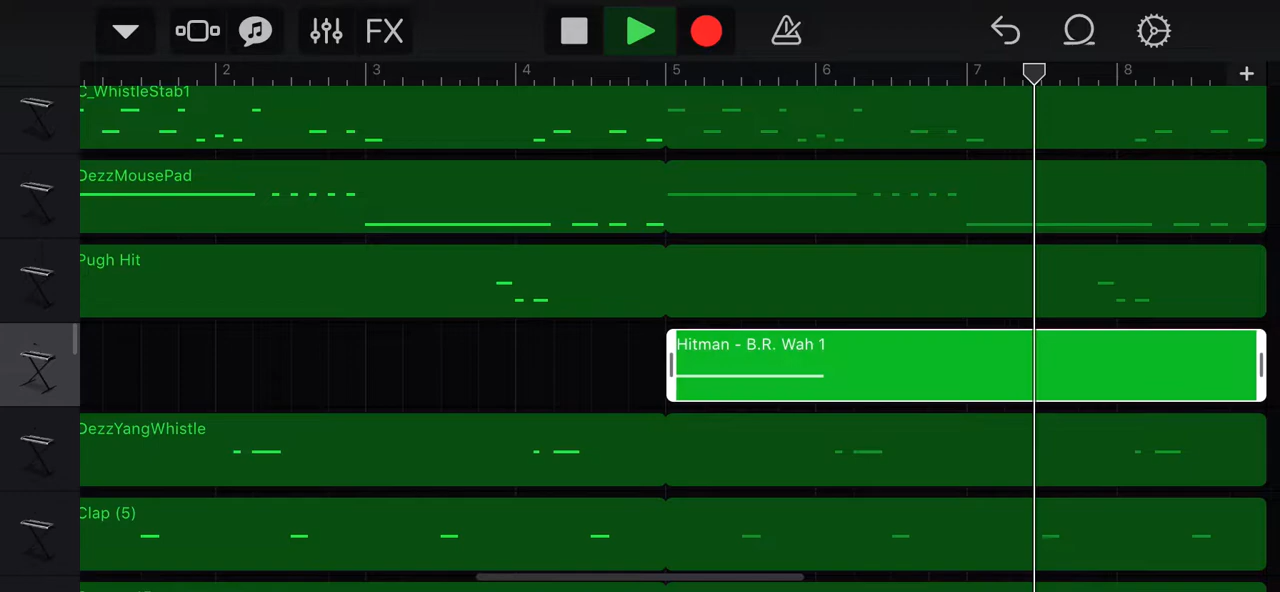 FX
2 3 4 5 6 7 8 +
C_WhistleStab1
DezzMousePad
Pugh Hit
Hitman - B.R. Wah 1
DezzYangWhistle
Clap (5)